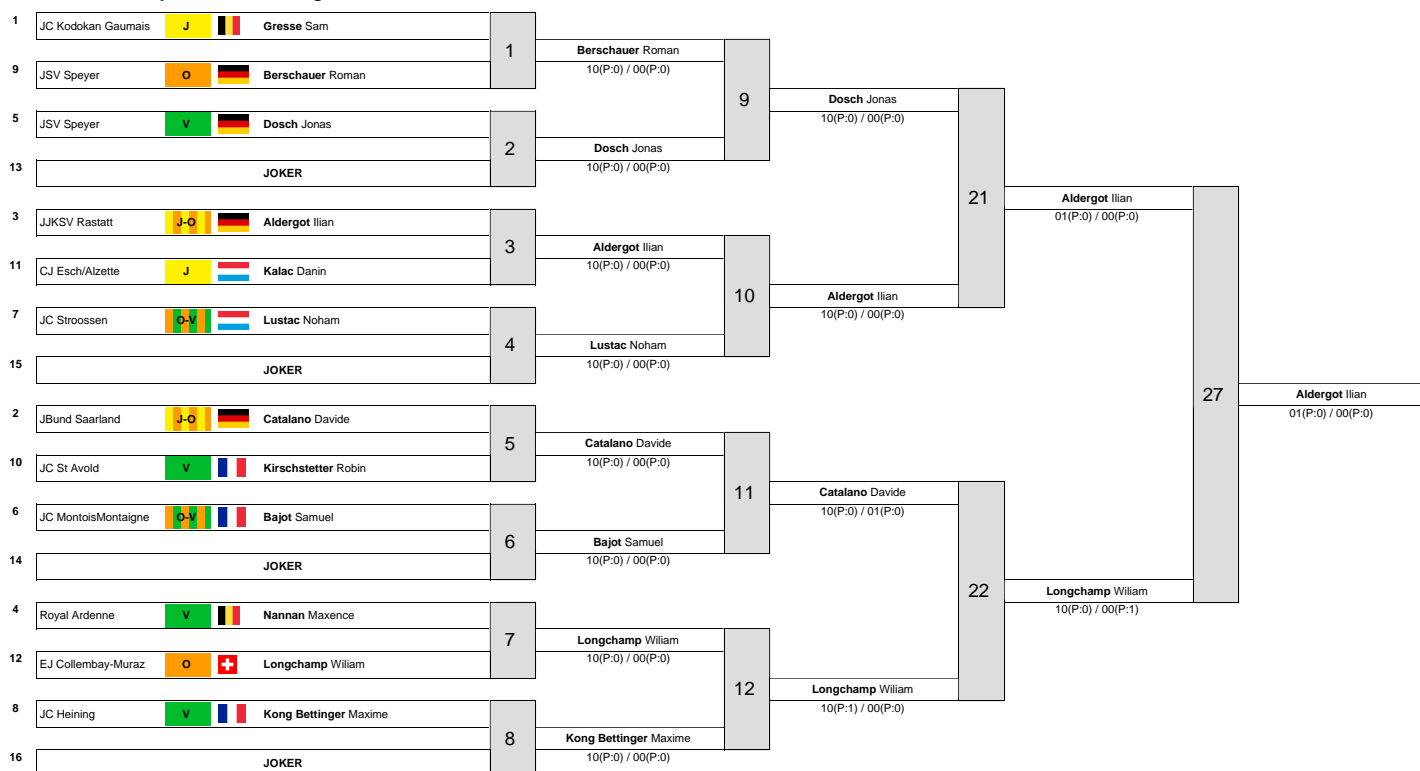 1 JC Kodokan Gaumais J Gresse Sam
1
Berschauer Roman
10(P:0) / 00(P:0)
9 JSV Speyer O Berschauer Roman
9
Dosch Jonas
10(P:0) / 00(P:0)
5 JSV Speyer V Dosch Jonas
2
Dosch Jonas
10(P:0) / 00(P:0)
13 JOKER
21
Aldergot Ilian
01(P:0) / 00(P:0)
3 JJKSV Rastatt J-O Aldergot Ilian
3
Aldergot Ilian
10(P:0) / 00(P:0)
11 CJ Esch/Alzette J Kalac Danin
10
Aldergot Ilian
10(P:0) / 00(P:0)
7 JC Stroossen O-V Lustac Noham
4
Lustac Noham
10(P:0) / 00(P:0)
15 JOKER
27
Aldergot Ilian
01(P:0) / 00(P:0)
2 JBund Saarland J-O Catalano Davide
5
Catalano Davide
10(P:0) / 00(P:0)
10 JC St Avold V Kirschstetter Robin
11
Catalano Davide
10(P:0) / 01(P:0)
6 JC MontoisMontaigne O-V Bajot Samuel
6
Bajot Samuel
10(P:0) / 00(P:0)
14 JOKER
22
Longchamp Wiliam
10(P:0) / 00(P:1)
4 Royal Ardenne V Nannan Maxence
7
Longchamp Wiliam
10(P:0) / 00(P:0)
12 EJ Collembay-Muraz O Longchamp Wiliam
12
Longchamp Wiliam
10(P:1) / 00(P:0)
8 JC Heining V Kong Bettinger Maxime
8
Kong Bettinger Maxime
10(P:0) / 00(P:0)
16 JOKER